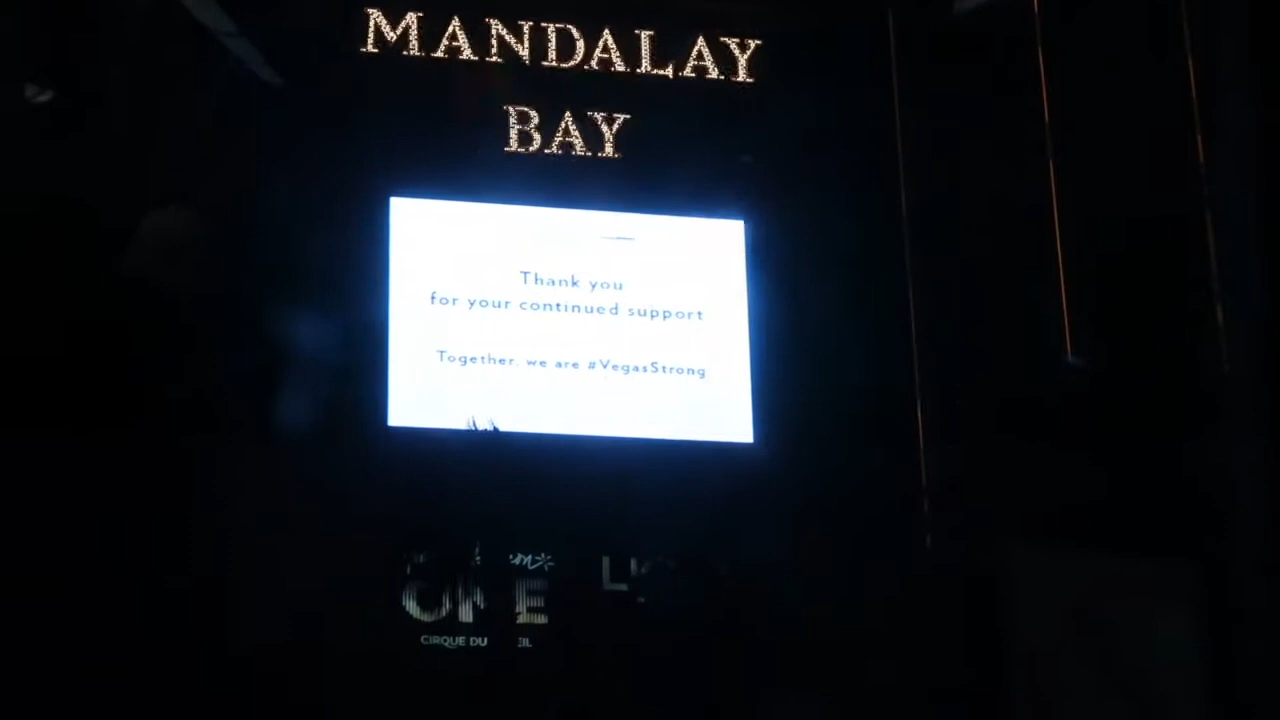 MANDALAY
BAY
Thank you
for your continued support
Together, we are #VegasStrong
CIRQUE DU